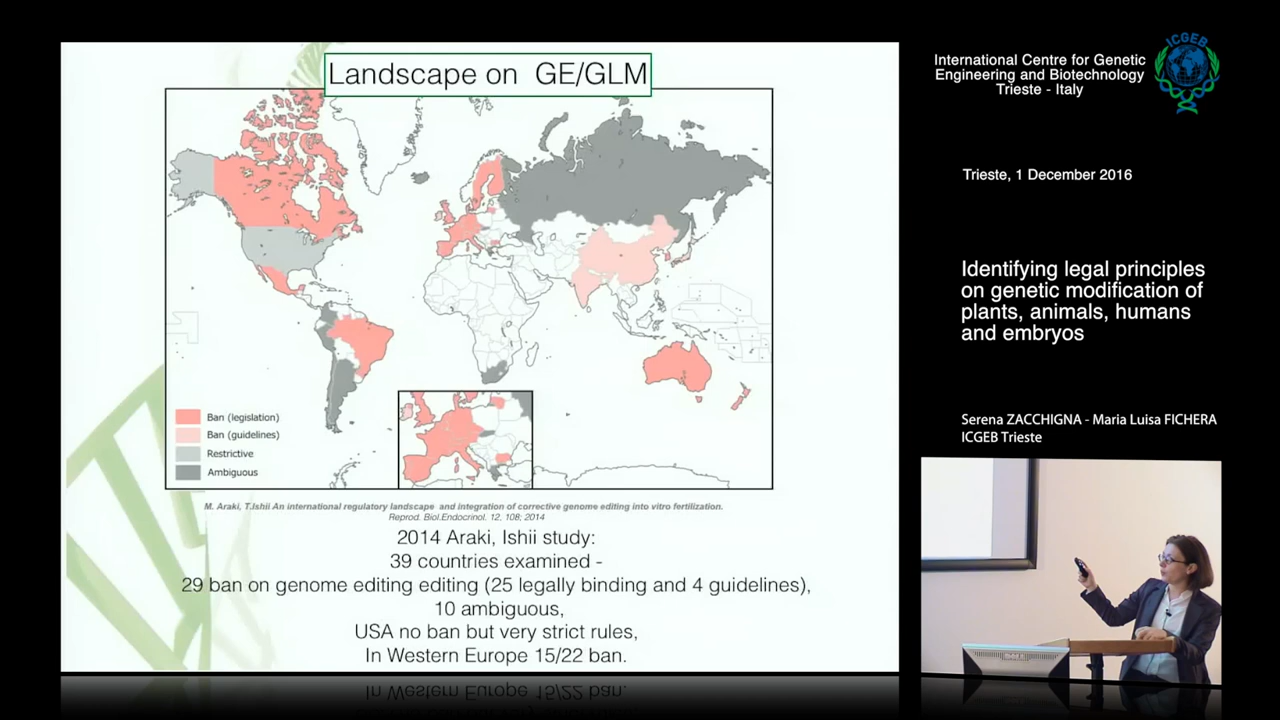 Landscape on GE/GLM
Ban (legislation)
Ban (guidelines)
Restrictive
Ambiguous
M. Araki, T.Ishii An international regulatory landscape and integration of corrective genome editing into vitro fertilization.
Reprod. Biol.Endocrinol. 12, 108; 2014
2014 Araki, Ishii study:
39 countries examined -
29 ban on genome editing editing (25 legally binding and 4 guidelines),
10 ambiguous,
USA no ban but very strict rules,
In Western Europe 15/22 ban.
International Centre for Genetic
Engineering and Biotechnology
Trieste - Italy
ICGEB
Trieste, 1 December 2016
Identifying legal principles
on genetic modification of
plants, animals, humans
and embryos
Serena ZACCHIGNA - Maria Luisa FICHERA
ICGEB Trieste